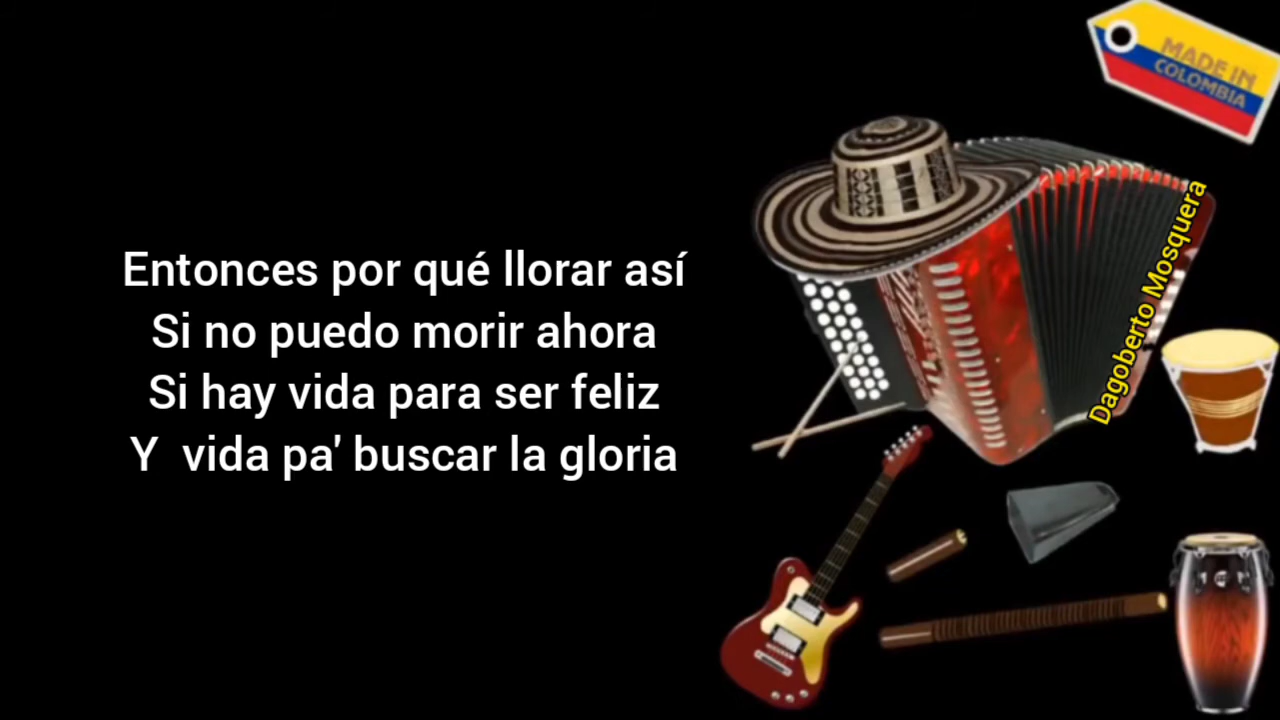 MADE IN
COLOMBIA
Dagoberto Mosquera
Entonces por qué llorar así
Si no puedo morir ahora
Si hay vida para ser feliz
Y  vida pa' buscar la gloria